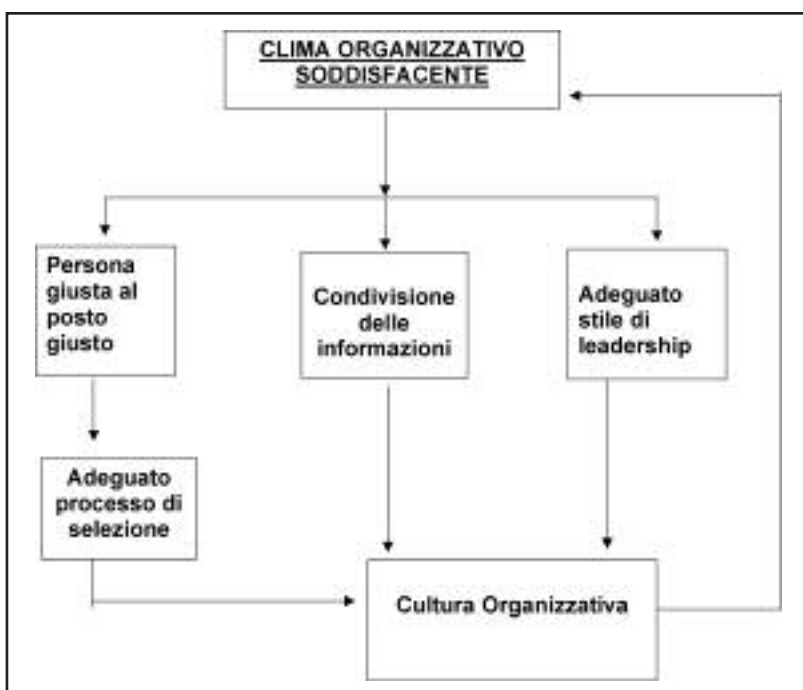 CLIMA ORGANIZZATIVO
SODDISFACENTE
Persona
giusta al
posto
giusto
Condivisione
delle
informazioni
Adeguato
stile di
leadership
Adeguato
processo di
selezione
Cultura Organizzativa